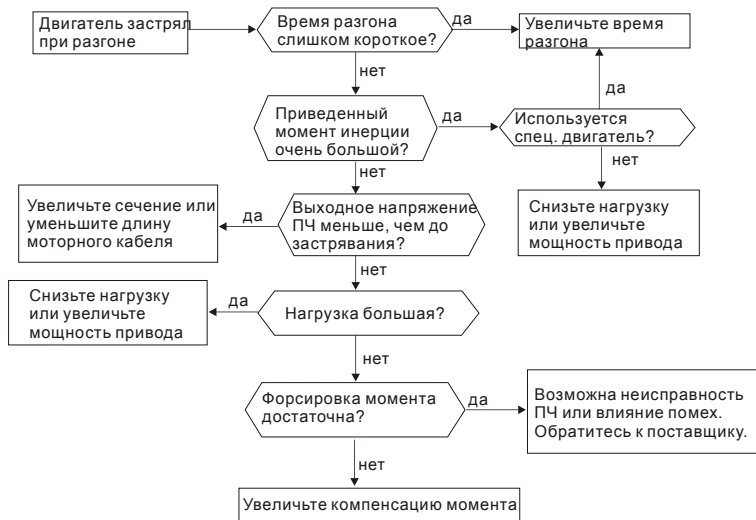 Двигатель застрял
при разгоне
Время разгона
слишком короткое?
да
Увеличьте время
разгона
нет
да
Приведенный
момент инерции
очень большой?
да
Используется
спец. двигатель?
нет
нет
Увеличьте сечение или
уменьшите длину
моторного кабеля
да
Выходное напряжение
ПЧ меньше, чем до
застрявания?
Снизьте нагрузку
или увеличьте
мощность привода
нет
Снизьте нагрузку
или увеличьте
мощность привода
да
Нагрузка большая?
нет
Форсировка момента
достаточна?
да
Возможна неисправность
ПЧ или влияние помех.
Обратитесь к поставщику.
нет
Увеличьте компенсацию момента